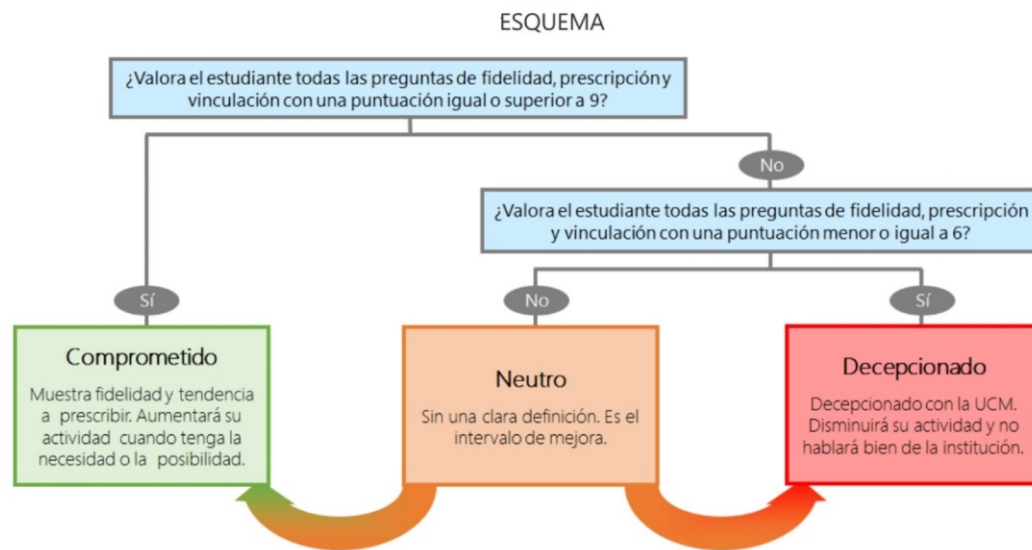 ESQUEMA
¿Valora el estudiante todas las preguntas de fidelidad, prescripción y
vinculación con una puntuación igual o superior a 9?
No
¿Valora el estudiante todas las preguntas de fidelidad, prescripción
y vinculación con una puntuación menor o igual a 6?
Sí
No
Sí
Comprometido
Muestra fidelidad y tendencia
a prescribir. Aumentará su
actividad cuando tenga la
necesidad o la posibilidad.
Neutro
Sin una clara definición. Es el
intervalo de mejora.
Decepcionado
Decepcionado con la UCM.
Disminuirá su actividad y no
hablará bien de la institución.